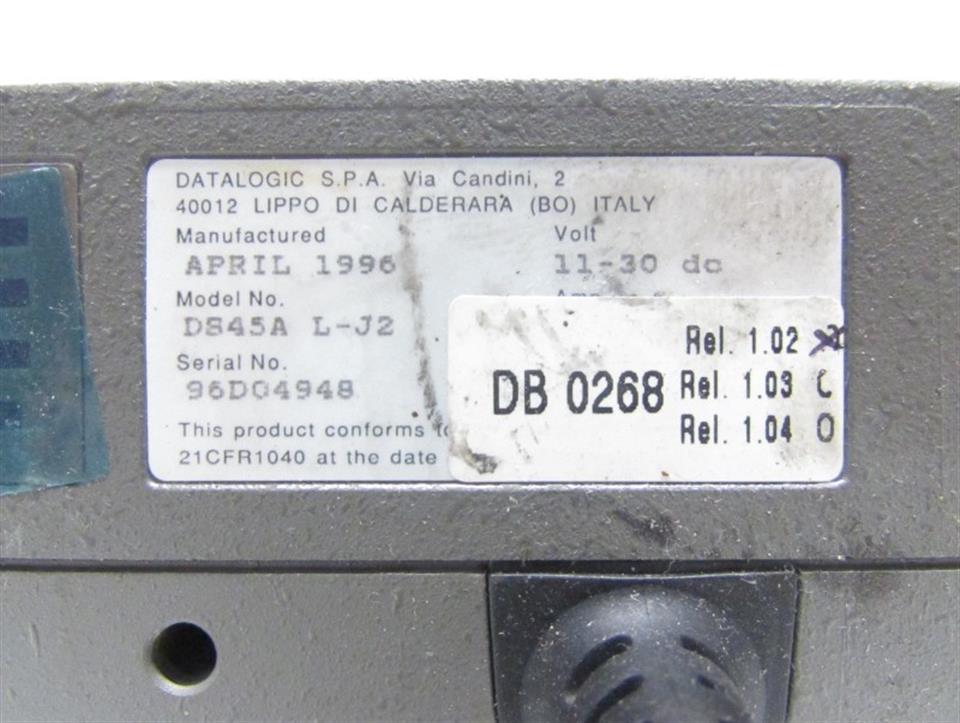 DATALOGIC S.P.A. Via Candini, 2
40012 LIPPO DI CALDERARA (BO) ITALY
Manufactured Volt
APRIL 1996 11-30 dc
Model No.
DS45A L-J2
Serial No.
96D04948
This product conforms
21CFR1040 at the date
DB 0268
Rel. 1.02
Rel. 1.03
Rel. 1.04